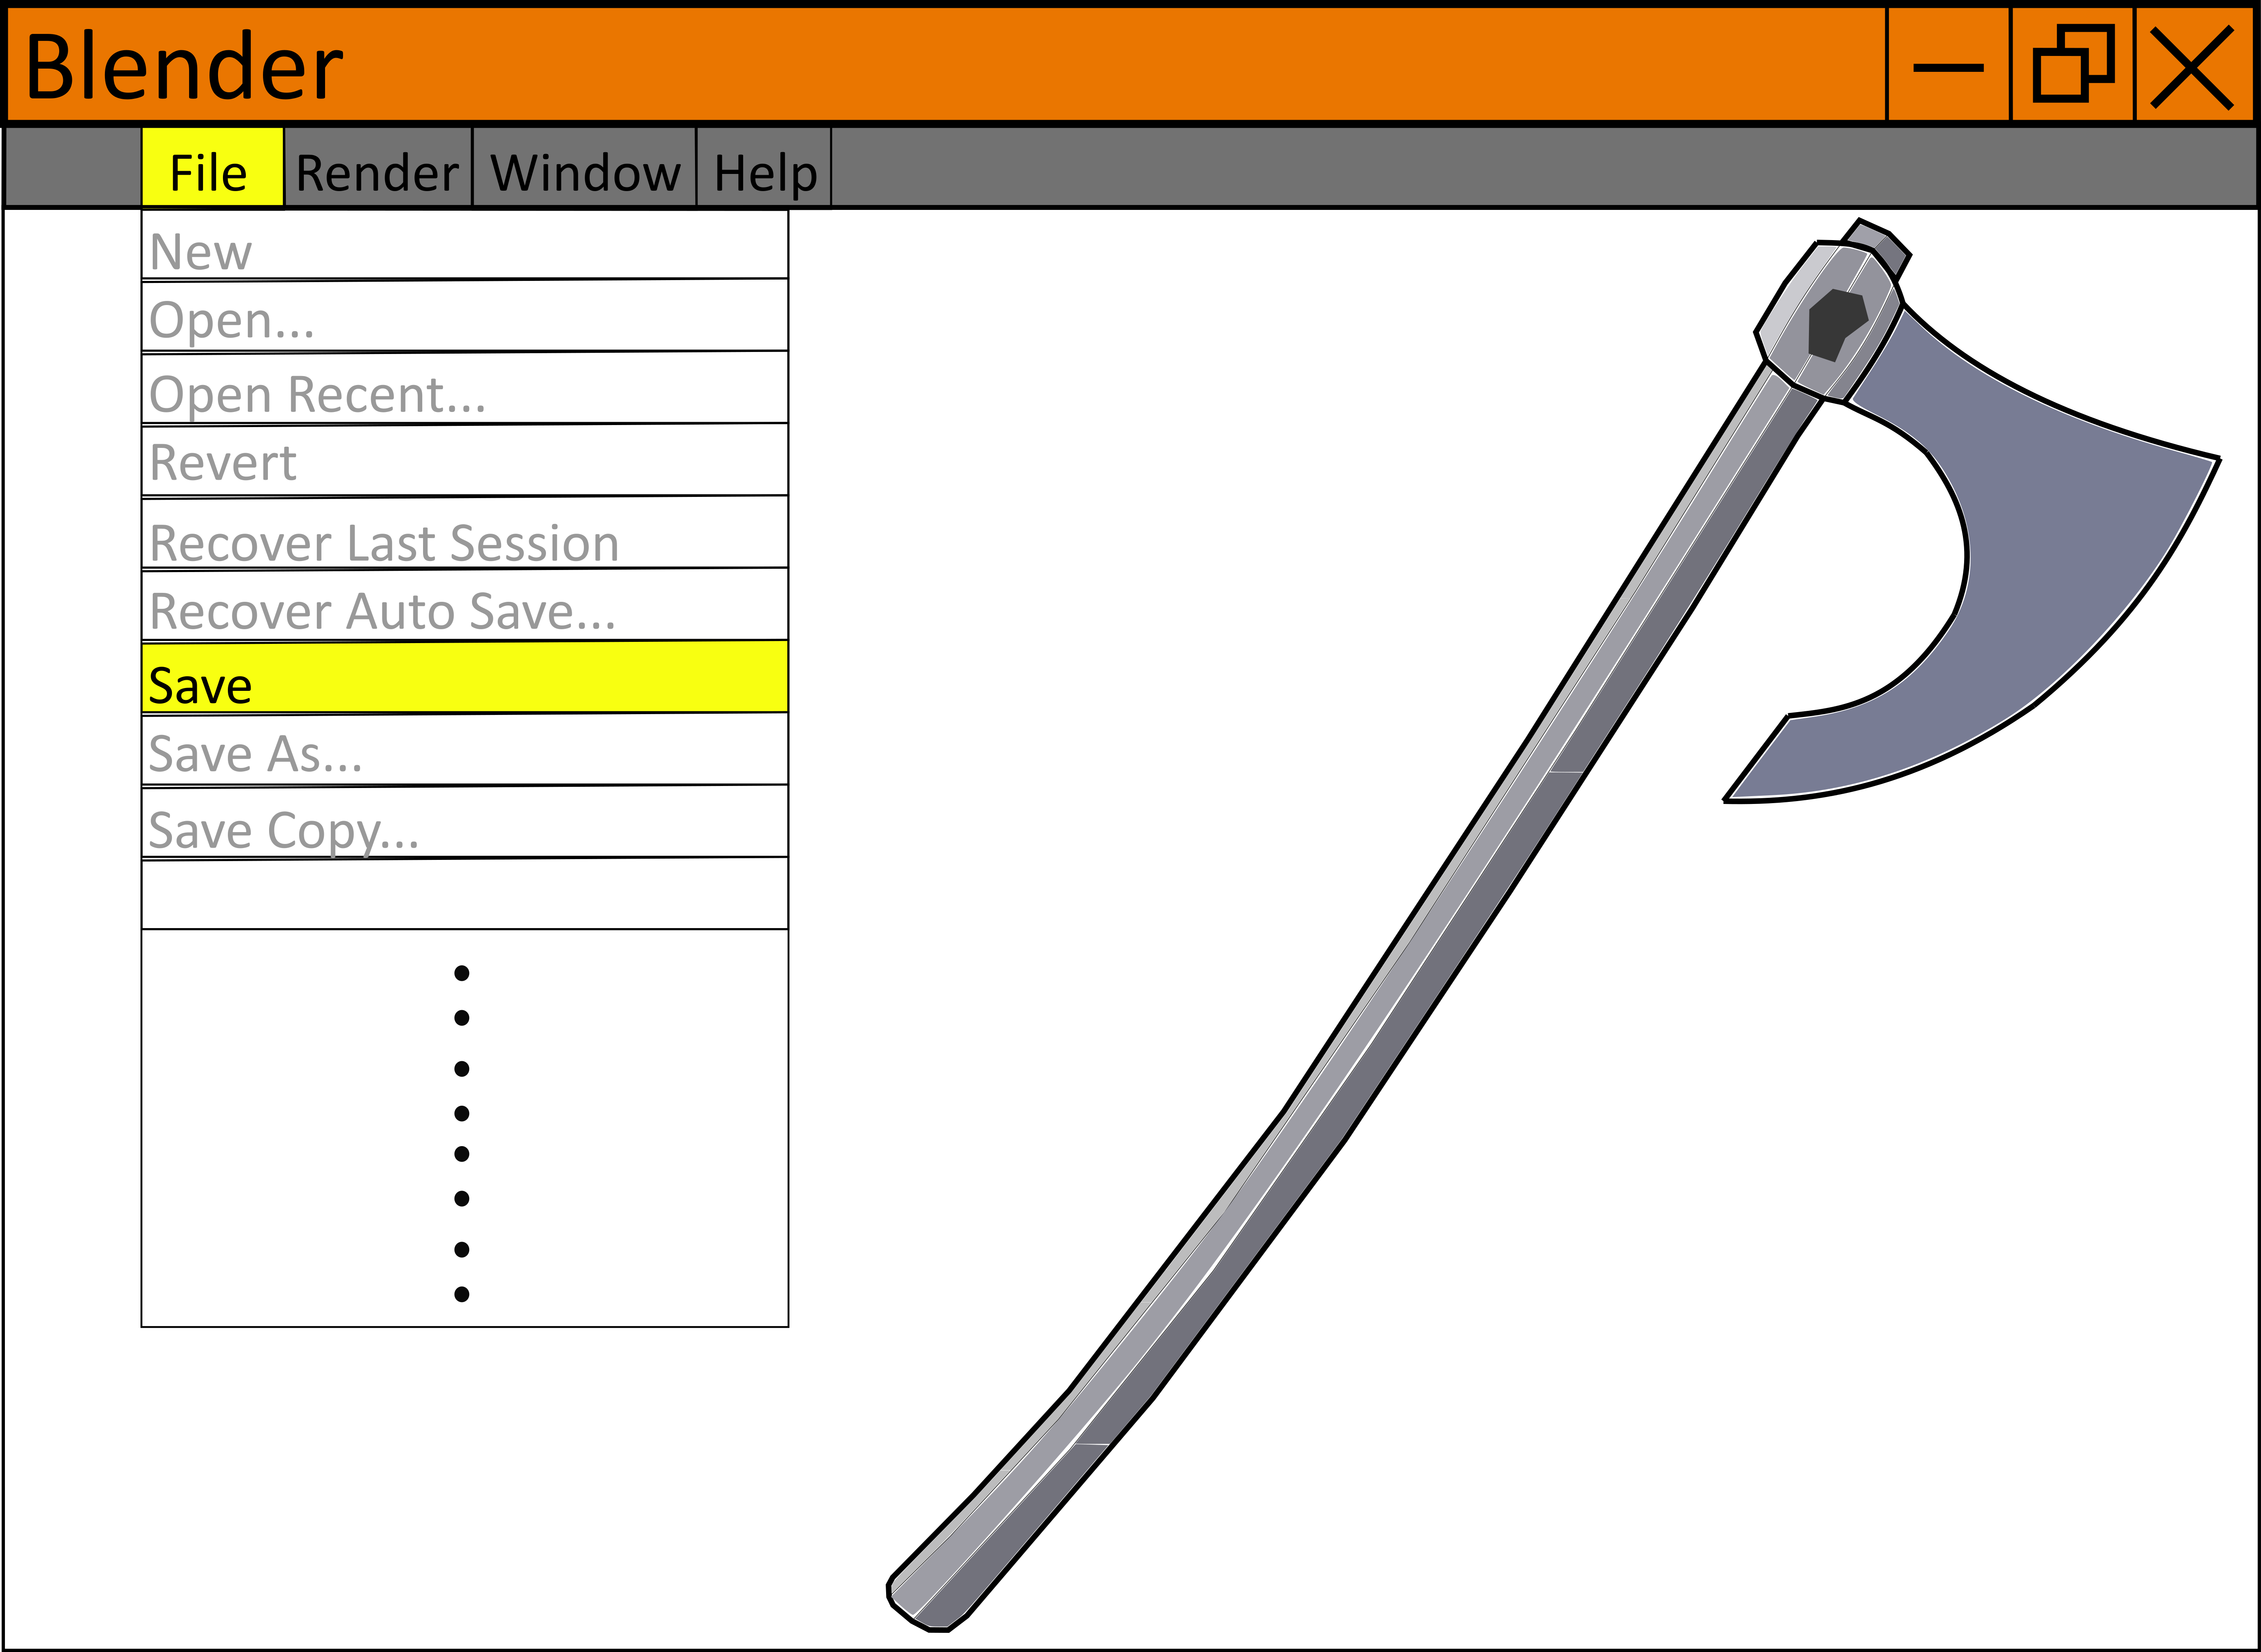 Blender
File Render Window Help
New
Open...
Open Recent...
Revert
Recover Last Session
Recover Auto Save...
Save
Save As...
Save Copy...